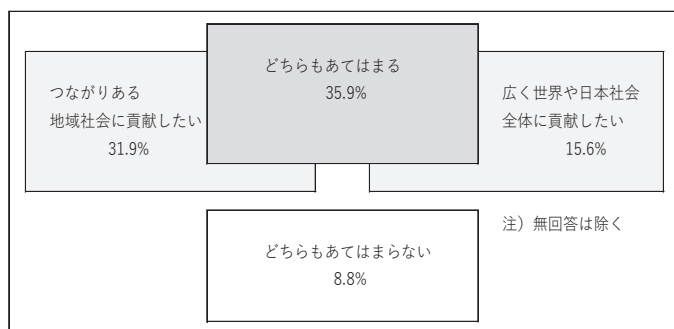 どちらもあてはまる
35.9%
つながりある
地域社会に貢献したい
31.9%
広く世界や日本社会
全体に貢献したい
15.6%
注）無回答は除く
どちらもあてはまらない
8.8%